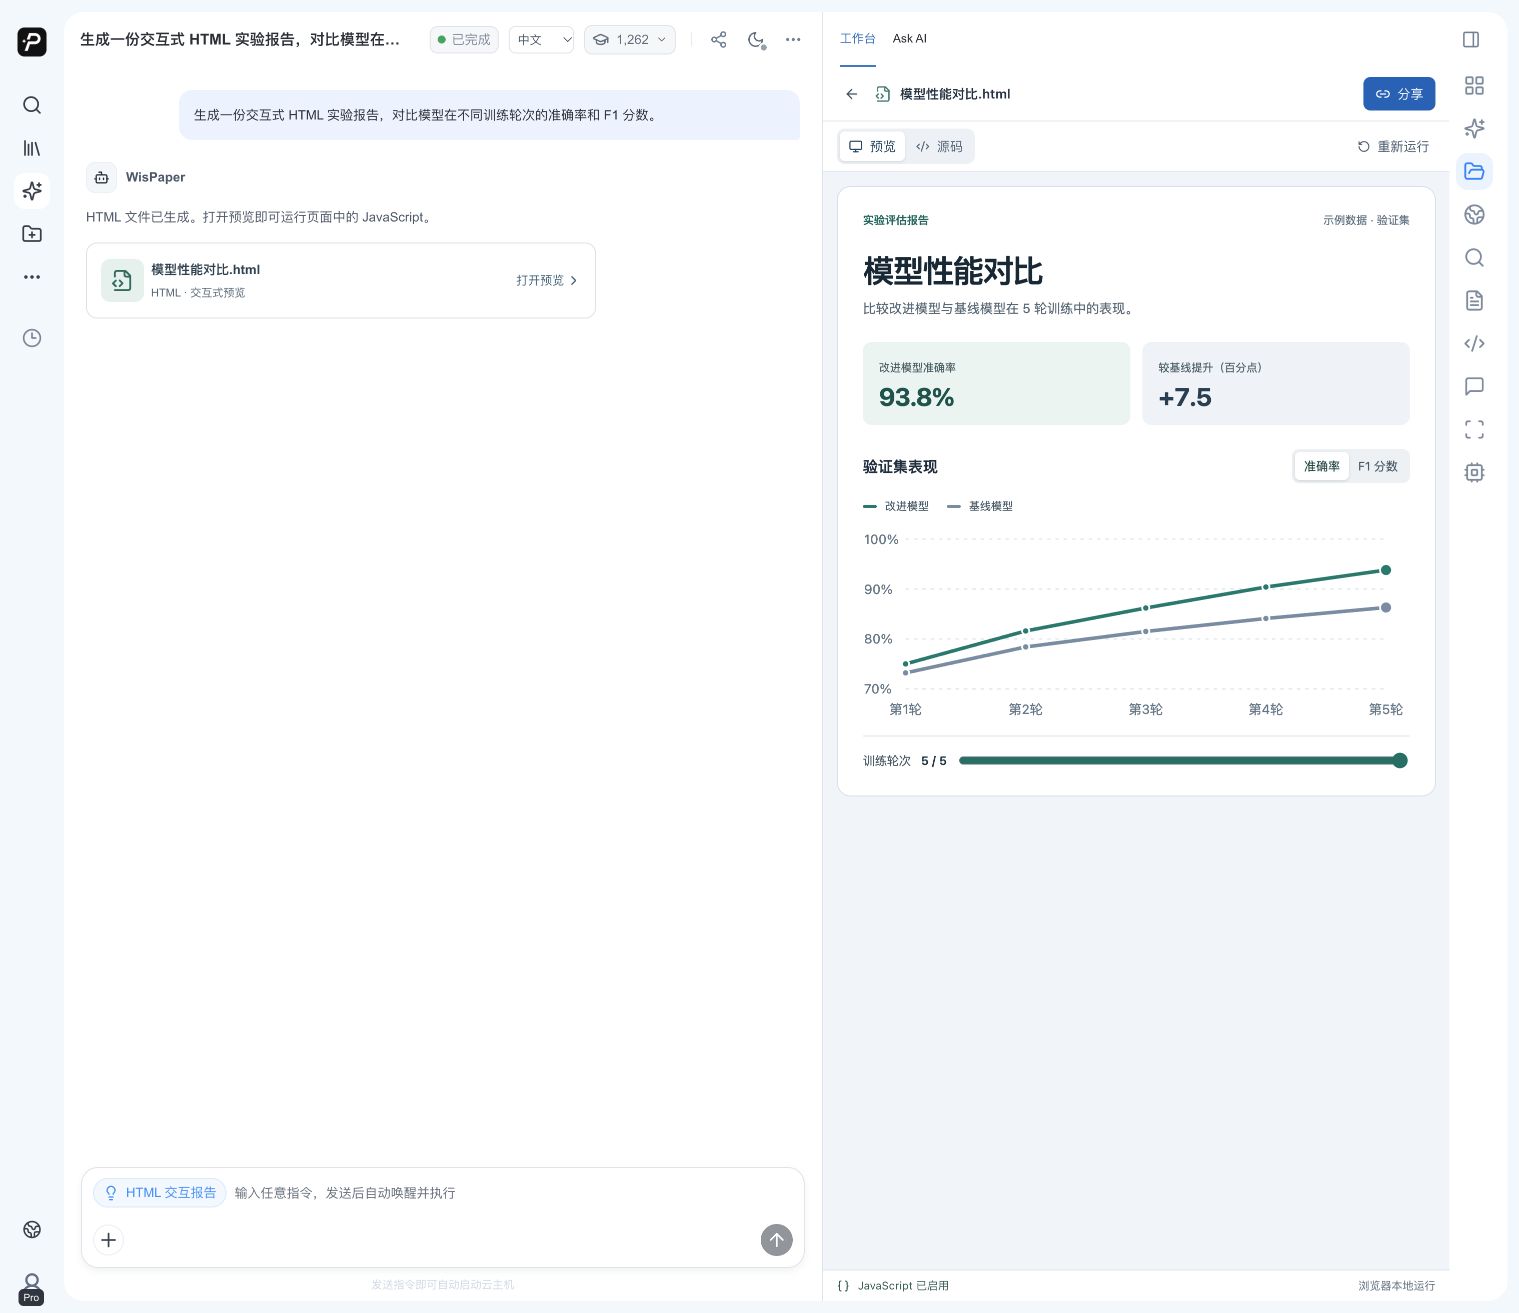 生成一份交互式 HTML 实验报告，对比模型在...
已完成
中文
1,262
生成一份交互式 HTML 实验报告，对比模型在不同训练轮次的准确率和 F1 分数。
WisPaper
HTML 文件已生成。打开预览即可运行页面中的 JavaScript。
模型性能对比.html
HTML · 交互式预览
打开预览
HTML 交互报告
输入任意指令，发送后自动唤醒并执行
发送指令即可自动启动云主机
Pro
工作台
Ask AI
模型性能对比.html
分享
预览
源码
重新运行
实验评估报告
示例数据 · 验证集
模型性能对比
比较改进模型与基线模型在 5 轮训练中的表现。
改进模型准确率
93.8%
较基线提升（百分点）
+7.5
验证集表现
准确率
F1 分数
改进模型
基线模型
100%
90%
80%
70%
第1轮
第2轮
第3轮
第4轮
第5轮
训练轮次 5 / 5
{ } JavaScript 已启用
浏览器本地运行